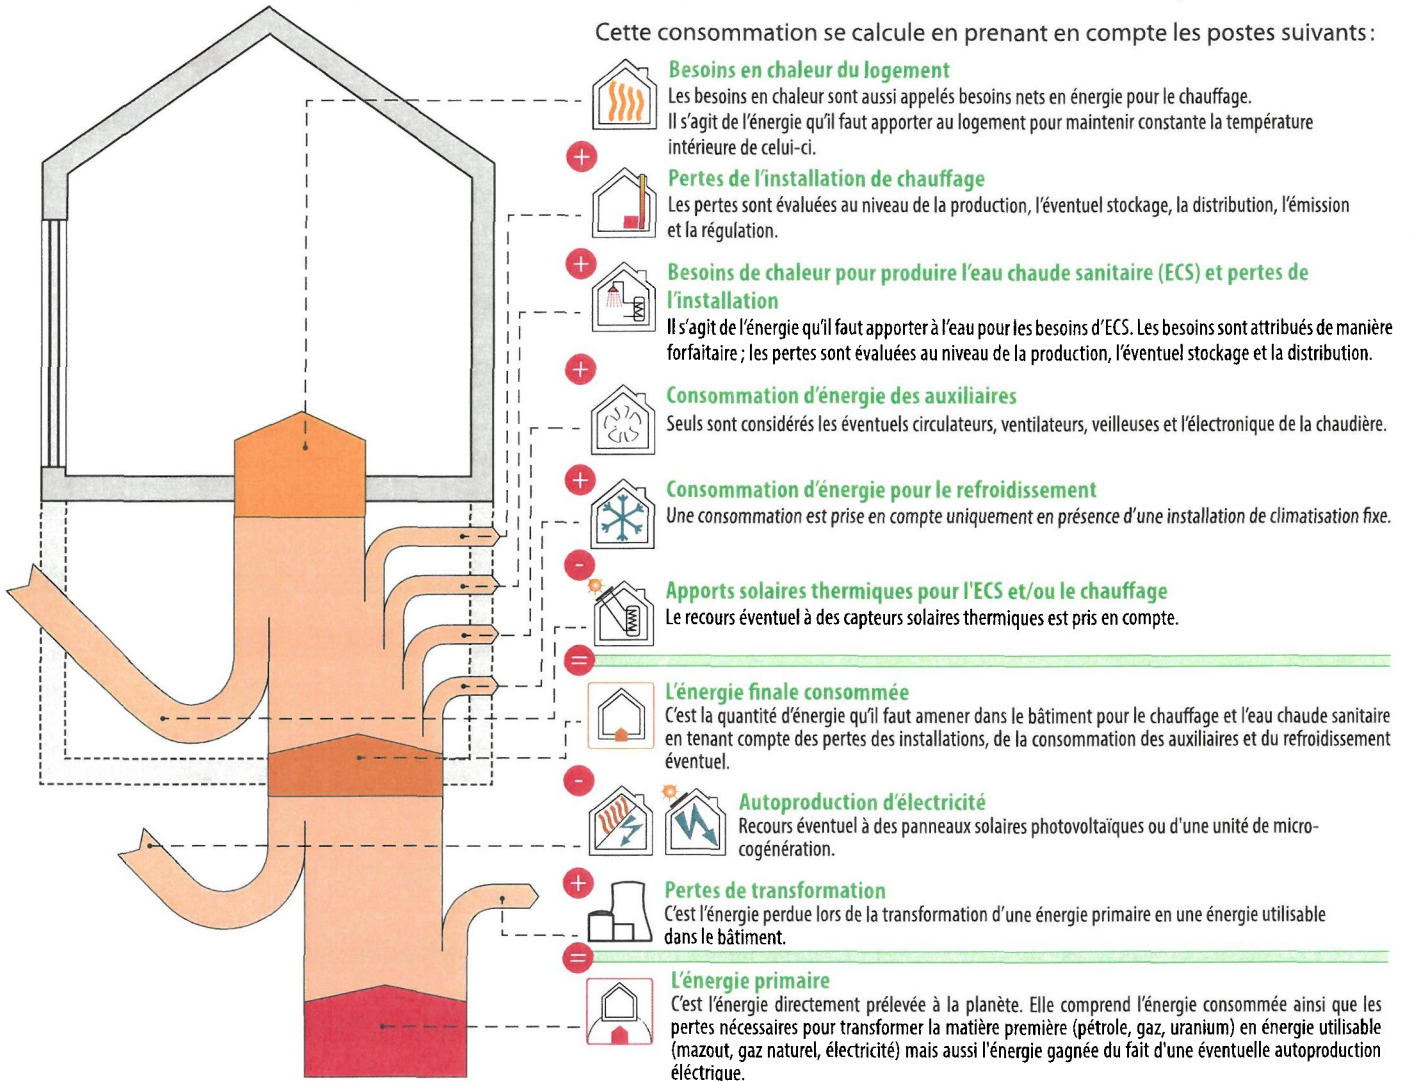 Cette consommation se calcule en prenant en compte les postes suivants :
Besoins en chaleur du logement
Les besoins en chaleur sont aussi appelés besoins nets en énergie pour le chauffage.
Il s'agit de l'énergie qu'il faut apporter au logement pour maintenir constante la température
intérieure de celui-ci.
+
Pertes de l'installation de chauffage
Les pertes sont évaluées au niveau de la production, l'éventuel stockage, la distribution, l'émission
et la régulation.
+
Besoins de chaleur pour produire l'eau chaude sanitaire (ECS) et pertes de
l'installation
Il s'agit de l'énergie qu'il faut apporter à l'eau pour les besoins d'ECS. Les besoins sont attribués de manière
forfaitaire ; les pertes sont évaluées au niveau de la production, l'éventuel stockage et la distribution.
+
Consommation d'énergie des auxiliaires
Seuls sont considérés les éventuels circulateurs, ventilateurs, veilleuses et l'électronique de la chaudière.
+
Consommation d'énergie pour le refroidissement
Une consommation est prise en compte uniquement en présence d'une installation de climatisation fixe.
-
Apports solaires thermiques pour l'ECS et/ou le chauffage
Le recours éventuel à des capteurs solaires thermiques est pris en compte.
=
L'énergie finale consommée
C'est la quantité d'énergie qu'il faut amener dans le bâtiment pour le chauffage et l'eau chaude sanitaire
en tenant compte des pertes des installations, de la consommation des auxiliaires et du refroidissement
éventuel.
-
Autoproduction d'électricité
Recours éventuel à des panneaux solaires photovoltaïques ou d'une unité de micro-
cogénération.
+
Pertes de transformation
C'est l'énergie perdue lors de la transformation d'une énergie primaire en une énergie utilisable
dans le bâtiment.
=
L'énergie primaire
C'est l'énergie directement prélevée à la planète. Elle comprend l'énergie consommée ainsi que les
pertes nécessaires pour transformer la matière première (pétrole, gaz, uranium) en énergie utilisable
(mazout, gaz naturel, électricité) mais aussi l'énergie gagnée du fait d'une éventuelle autoproduction
éléctrique.